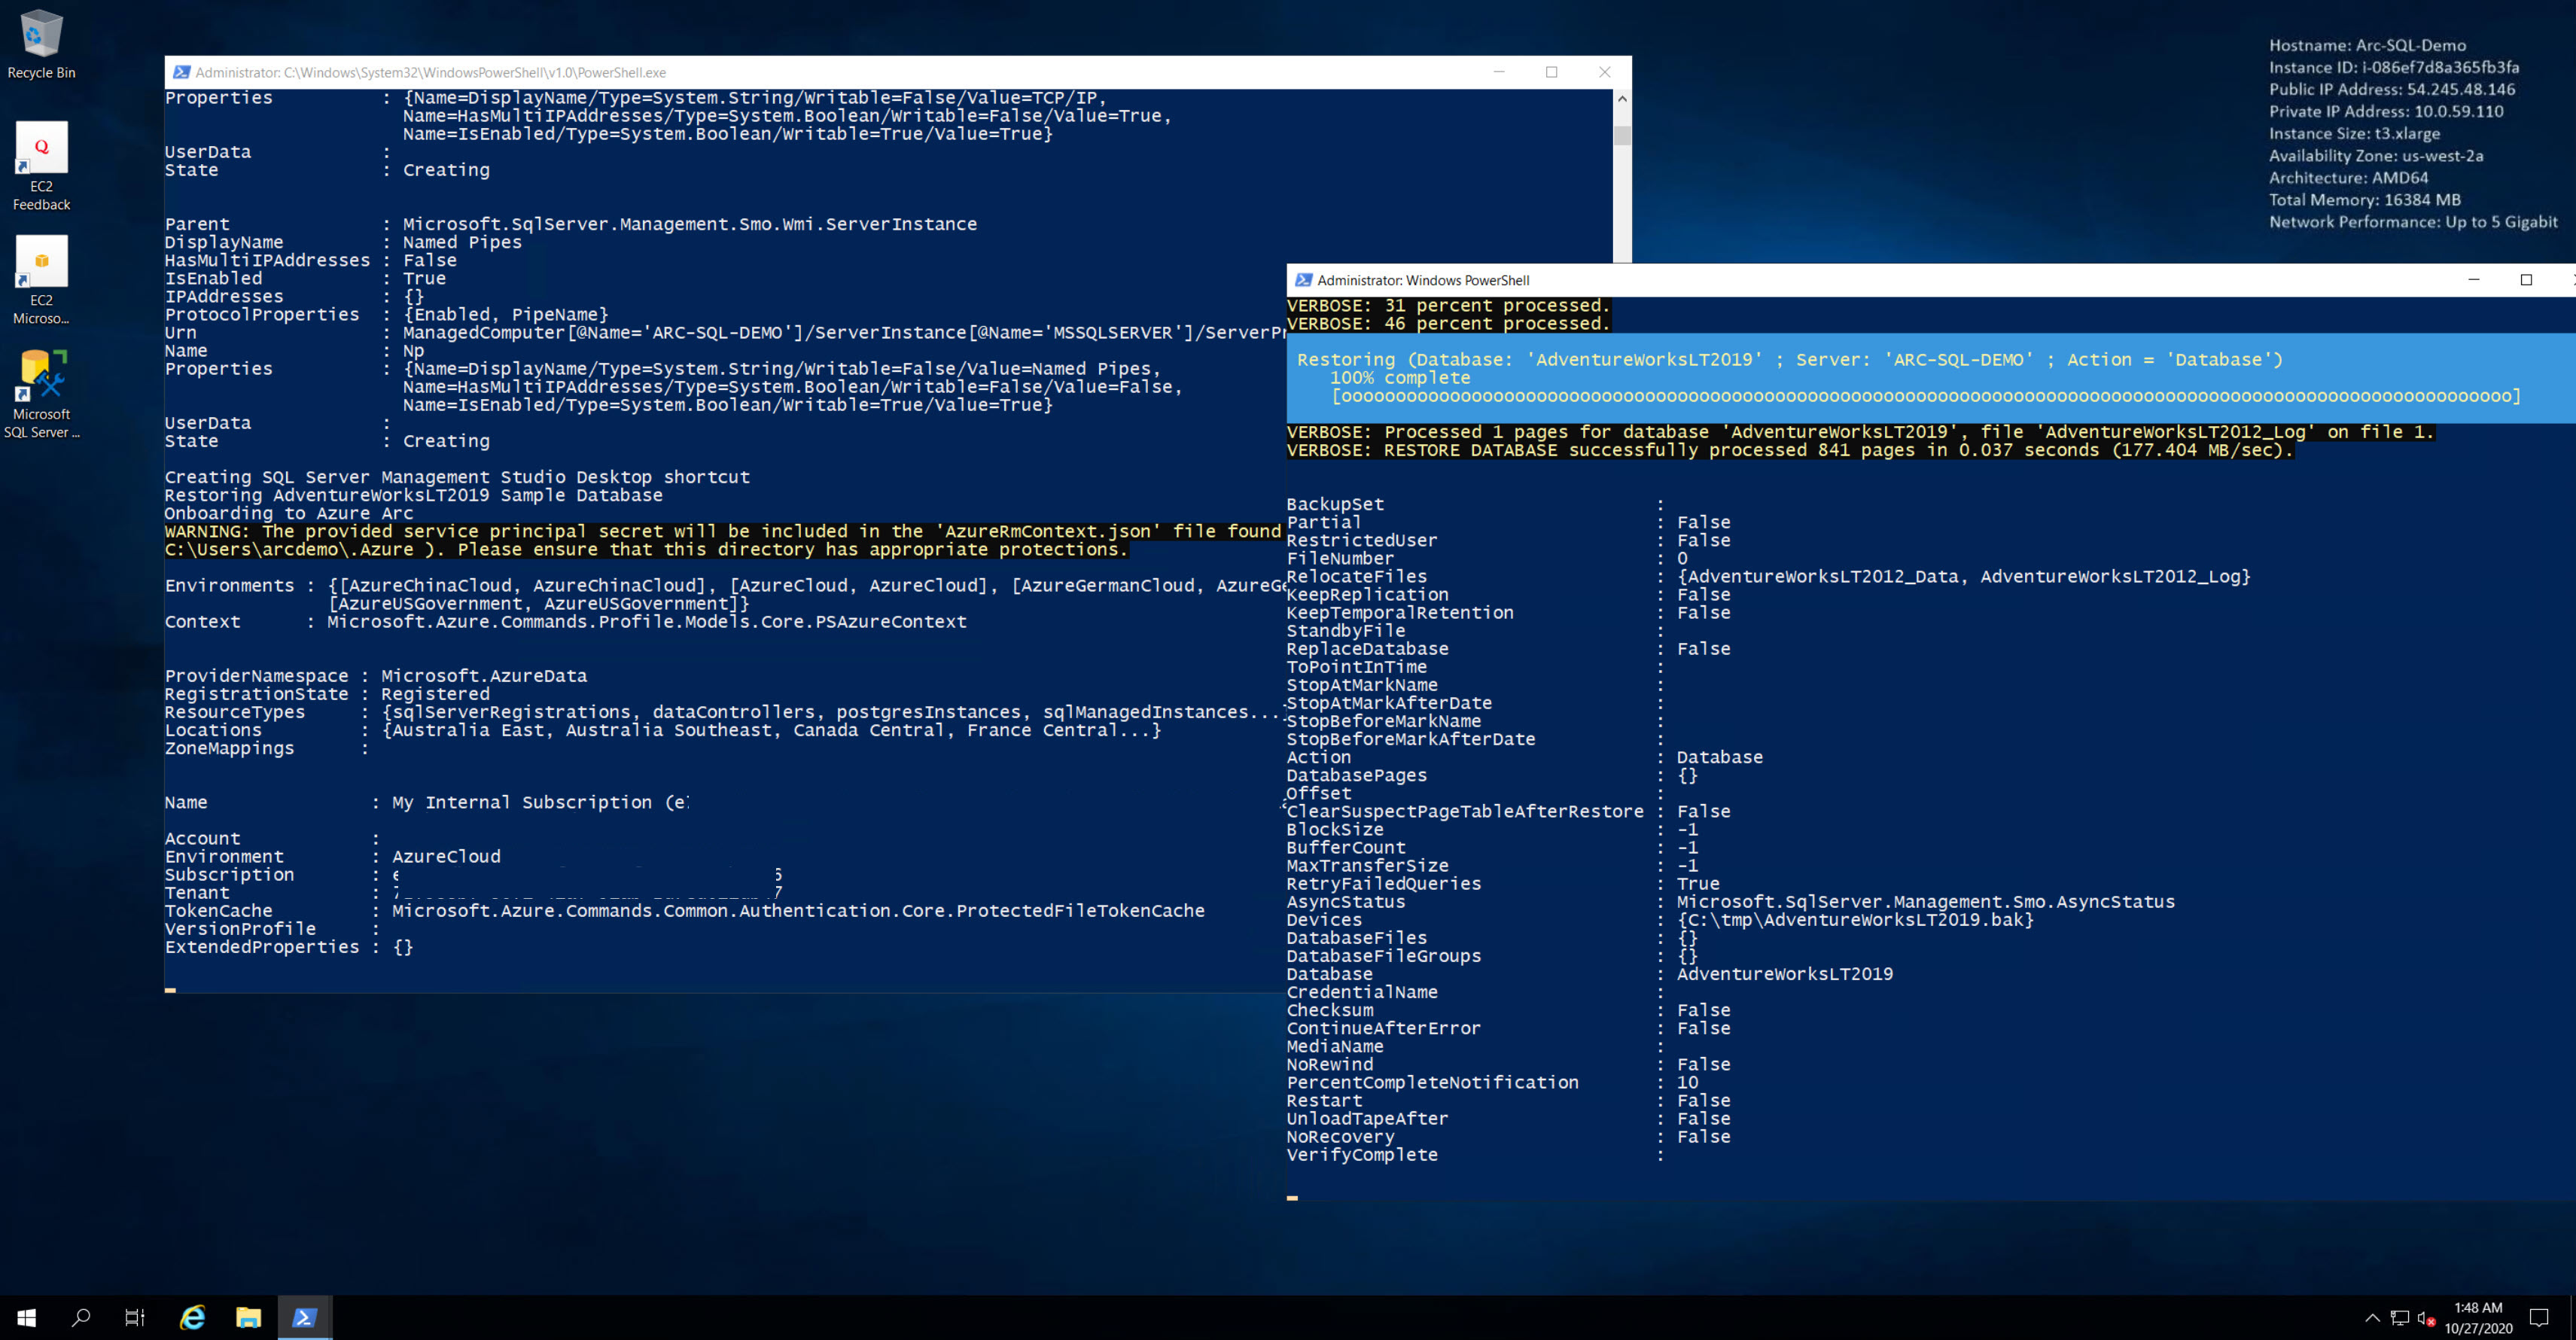 Recycle Bin
EC2
Feedback
EC2
Microso...
Microsoft
SQL Server ...
Hostname: Arc-SQL-Demo
Instance ID: i-086ef7d8a365fb3fa
Public IP Address: 54.245.48.146
Private IP Address: 10.0.59.110
Instance Size: t3.xlarge
Availability Zone: us-west-2a
Architecture: AMD64
Total Memory: 16384 MB
Network Performance: Up to 5 Gigabit
Administrator: C:\Windows\System32\WindowsPowerShell\v1.0\PowerShell.exe
Properties : {Name=DisplayName/Type=System.String/Writable=False/Value=TCP/IP,
Name=HasMultiIPAddresses/Type=System.Boolean/Writable=False/Value=True,
Name=IsEnabled/Type=System.Boolean/Writable=True/Value=True}
UserData :
State : Creating
Parent : Microsoft.SqlServer.Management.Smo.Wmi.ServerInstance
DisplayName : Named Pipes
HasMultiIPAddresses : False
IsEnabled : True
IPAddresses : {}
ProtocolProperties : {Enabled, PipeName}
Urn : ManagedComputer[@Name='ARC-SQL-DEMO']/ServerInstance[@Name='MSSQLSERVER']/ServerPr
Name : Np
Properties : {Name=DisplayName/Type=System.String/Writable=False/Value=Named Pipes,
Name=HasMultiIPAddresses/Type=System.Boolean/Writable=False/Value=False,
Name=IsEnabled/Type=System.Boolean/Writable=True/Value=True}
UserData :
State : Creating
Creating SQL Server Management Studio Desktop shortcut
Restoring AdventureWorksLT2019 Sample Database
Onboarding to Azure Arc
WARNING: The provided service principal secret will be included in the 'AzureRmContext.json' file found
C:\Users\arcdemo\.Azure ). Please ensure that this directory has appropriate protections.
Environments : {[AzureChinaCloud, AzureChinaCloud], [AzureCloud, AzureCloud], [AzureGermanCloud, AzureGe
[AzureUSGovernment, AzureUSGovernment]}
Context : Microsoft.Azure.Commands.Profile.Models.Core.PSAzureContext
ProviderNamespace : Microsoft.AzureData
RegistrationState : Registered
ResourceTypes : {sqlServerRegistrations, dataControllers, postgresInstances, sqlManagedInstances...}
Locations : {Australia East, Australia Southeast, Canada Central, France Central...}
ZoneMappings :
Name : My Internal Subscription
Account :
Environment : AzureCloud
Subscription :
Tenant :
TokenCache : Microsoft.Azure.Commands.Common.Authentication.Core.ProtectedFileTokenCache
VersionProfile :
ExtendedProperties : {}
Administrator: Windows PowerShell
VERBOSE: 31 percent processed.
VERBOSE: 46 percent processed.
Restoring (Database: 'AdventureWorksLT2019' ; Server: 'ARC-SQL-DEMO' ; Action = 'Database')
100% complete
VERBOSE: Processed 1 pages for database 'AdventureWorksLT2019', file 'AdventureWorksLT2012_Log' on file 1.
VERBOSE: RESTORE DATABASE successfully processed 841 pages in 0.037 seconds (177.404 MB/sec).
BackupSet :
Partial : False
RestrictedUser : False
FileNumber : 0
RelocateFiles : {AdventureWorksLT2012_Data, AdventureWorksLT2012_Log}
KeepReplication : False
KeepTemporalRetention : False
StandbyFile :
ReplaceDatabase : False
ToPointInTime :
StopAtMarkName :
StopAtMarkAfterDate :
StopBeforeMarkName :
StopBeforeMarkAfterDate :
Action : Database
DatabasePages : {}
Offset :
ClearSuspectPageTableAfterRestore : False
BlockSize : -1
BufferCount : -1
MaxTransferSize : -1
RetryFailedQueries : True
AsyncStatus : Microsoft.SqlServer.Management.Smo.AsyncStatus
Devices : {C:\tmp\AdventureWorksLT2019.bak}
DatabaseFiles : {}
DatabaseFileGroups : {}
Database : AdventureWorksLT2019
CredentialName :
Checksum : False
ContinueAfterError : False
MediaName :
NoRewind : False
PercentCompleteNotification : 10
Restart : False
UnloadTapeAfter : False
NoRecovery : False
VerifyComplete :
1:48 AM
10/27/2020